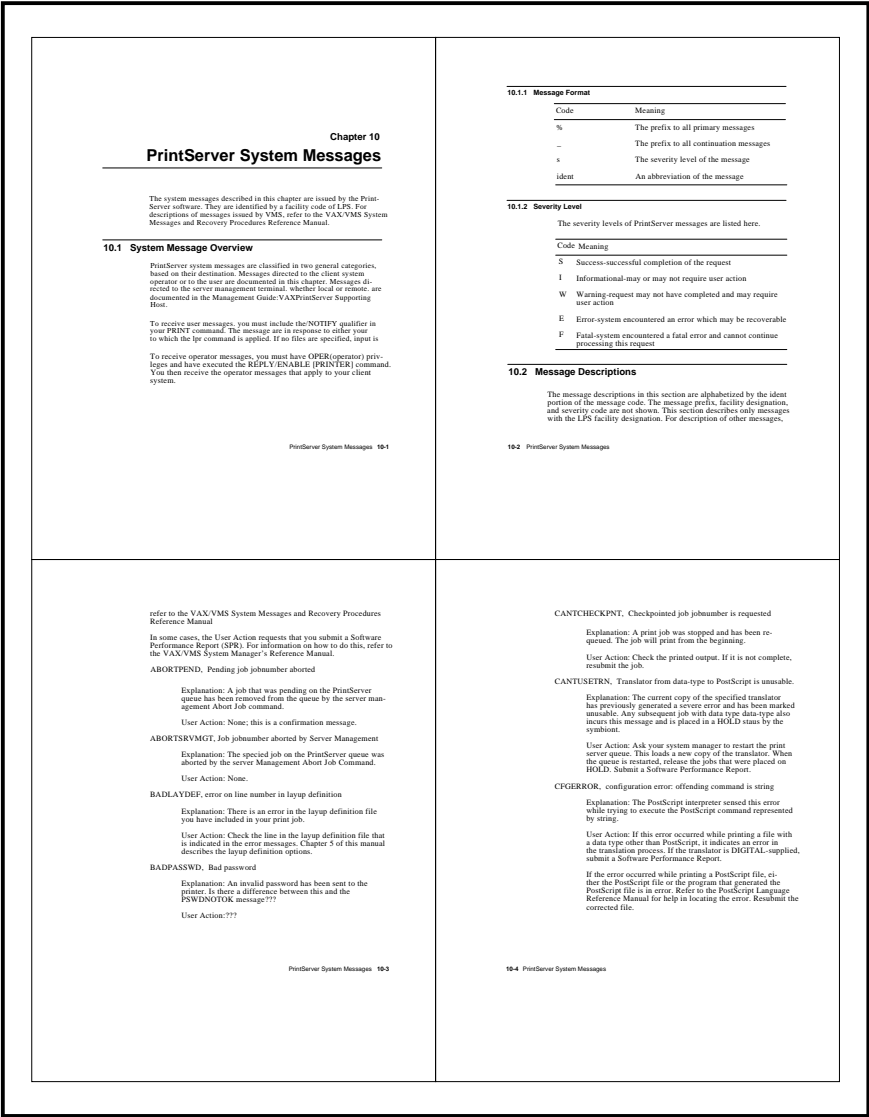 Chapter 10
PrintServer System Messages
The system messages described in this chapter are issued by the Print-
Server software. They are identified by a facility code of LPS. For
descriptions of messages issued by VMS, refer to the VAX/VMS System
Messages and Recovery Procedures Reference Manual.
10.1 System Message Overview
PrintServer system messages are classified in two general categories,
based on their destination. Messages directed to the client system
operator or to the user are documented in this chapter. Messages di-
rected to the server management terminal. whether local or remote. are
documented in the Management Guide:VAXPrintServer Supporting
Host.
To receive user messages. you must include the/NOTIFY qualifier in
your PRINT command. The message are in response to either your
to which the lpr command is applied. If no files are specified, input is
To receive operator messages, you must have OPER(operator) priv-
leges and have executed the REPLY/ENABLE [PRINTER] command.
You then receive the operator messages that apply to your client
system.
PrintServer System Messages 10-1
10.1.1 Message Format
Code Meaning
% The prefix to all primary messages
_ The prefix to all continuation messages
s The severity level of the message
ident An abbreviation of the message
10.1.2 Severity Level
The severity levels of PrintServer messages are listed here.
Code Meaning
S Success-successful completion of the request
I Informational-may or may not require user action
W Warning-request may not have completed and may require
user action
E Error-system encountered an error which may be recoverable
F Fatal-system encountered a fatal error and cannot continue
processing this request
10.2 Message Descriptions
The message descriptions in this section are alphabetized by the ident
portion of the message code. The message prefix, facility designation,
and severity code are not shown. This section describes only messages
with the LPS facility designation. For description of other messages,
10-2 PrintServer System Messages
refer to the VAX/VMS System Messages and Recovery Procedures
Reference Manual
In some cases, the User Action requests that you submit a Software
Performance Report (SPR). For information on how to do this, refer to
the VAX/VMS System Manager's Reference Manual.
ABORTPEND, Pending job jobnumber aborted
Explanation: A job that was pending on the PrintServer
queue has been removed from the queue by the server man-
agement Abort Job command.
User Action: None; this is a confirmation message.
ABORTSRVMGT, Job jobnumber aborted by Server Management
Explanation: The specied job on the PrintServer queue was
aborted by the server Management Abort Job Command.
User Action: None.
BADLAYDEF, error on line number in layup definition
Explanation: There is an error in the layup definition file
you have included in your print job.
User Action: Check the line in the layup definition file that
is indicated in the error messages. Chapter 5 of this manual
describes the layup definition options.
BADPASSWD, Bad password
Explanation: An invalid password has been sent to the
printer. Is there a difference between this and the
PSWDNOTOK message???
User Action:???
PrintServer System Messages 10-3
CANTCHECKPNT, Checkpointed job jobnumber is requested
Explanation: A print job was stopped and has been re-
queued. The job will print from the beginning.
User Action: Check the printed output. If it is not complete,
resubmit the job.
CANTUSETRN, Translator from data-type to PostScript is unusable.
Explanation: The current copy of the specified translator
has previously generated a severe error and has been marked
unusable. Any subsequent job with data type data-type also
incurs this message and is placed in a HOLD staus by the
symbiont.
User Action: Ask your system manager to restart the print
server queue. This loads a new copy of the translator. When
the queue is restarted, release the jobs that were placed on
HOLD. Submit a Software Performance Report.
CFGERROR, configuration error: offending command is string
Explanation: The PostScript interpreter sensed this error
while trying to execute the PostScript command represented
by string.
User Action: If this error occurred while printing a file with
a data type other than PostScript, it indicates an error in
the translation process. If the translator is DIGITAL-supplied,
submit a Software Performance Report.
If the error occurred while printing a PostScript file, ei-
ther the PostScript file or the program that generated the
PostScript file is in error. Refer to the PostScript Language
Reference Manual for help in locating the error. Resubmit the
corrected file.
10-4 PrintServer System Messages